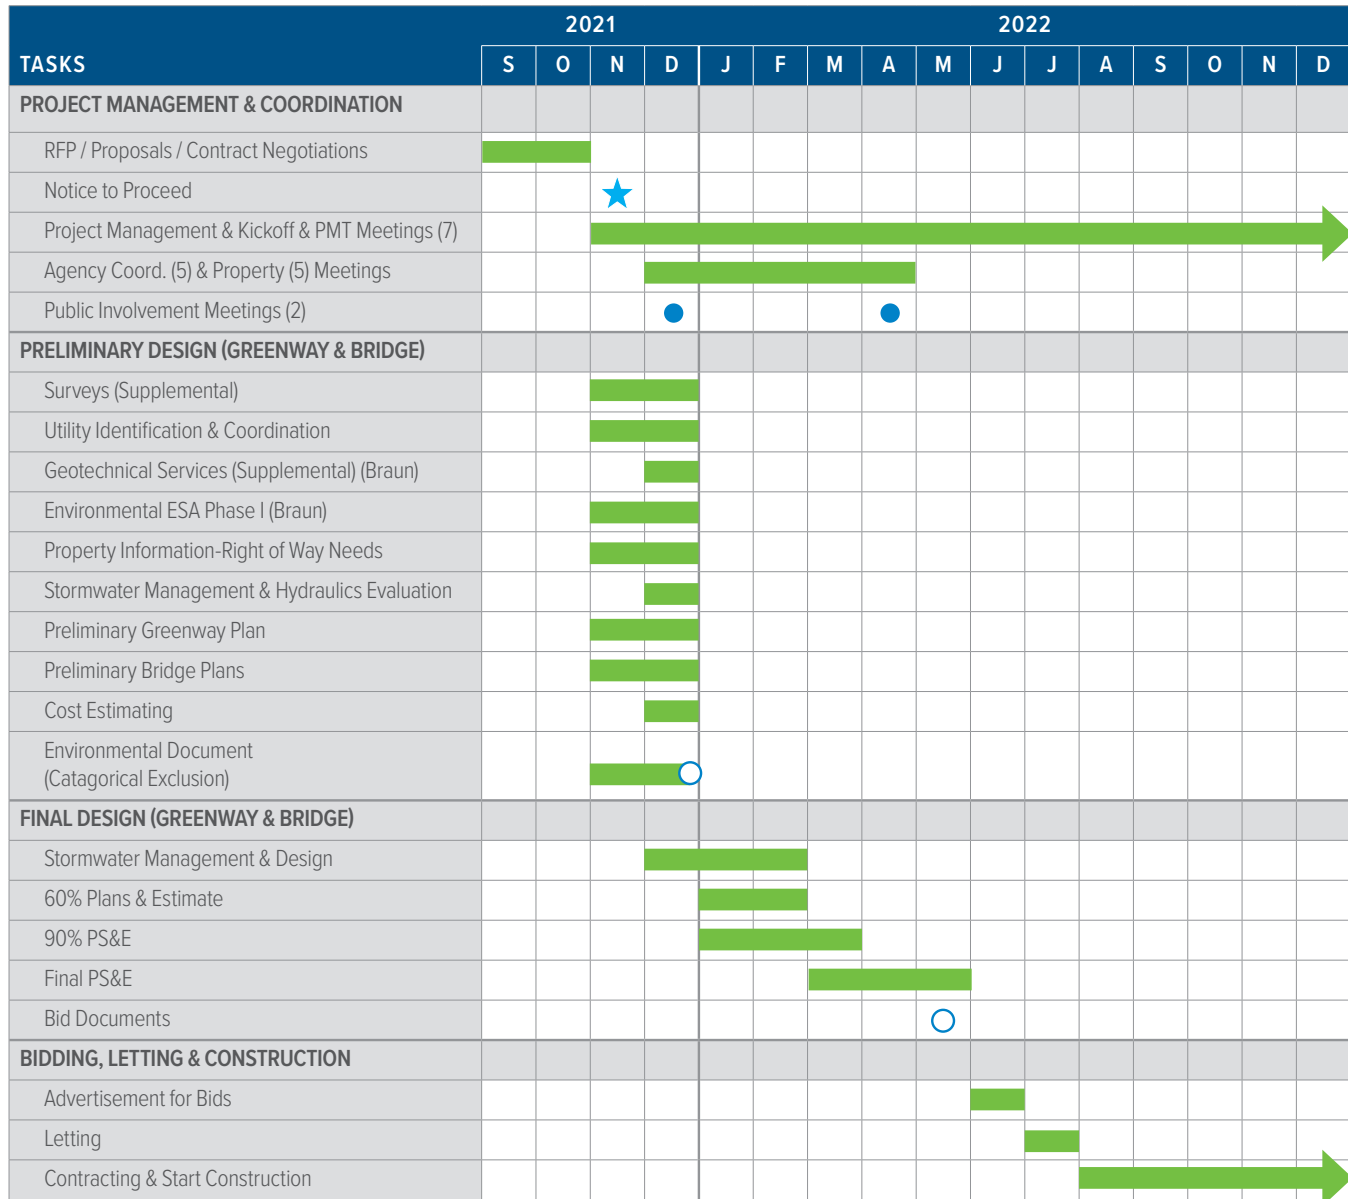 2021 2022
TASKS S O N D J F M A M J J A S O N D
PROJECT MANAGEMENT & COORDINATION
RFP / Proposals / Contract Negotiations
Notice to Proceed
Project Management & Kickoff & PMT Meetings (7)
Agency Coord. (5) & Property (5) Meetings
Public Involvement Meetings (2)
PRELIMINARY DESIGN (GREENWAY & BRIDGE)
Surveys (Supplemental)
Utility Identification & Coordination
Geotechnical Services (Supplemental) (Braun)
Environmental ESA Phase I (Braun)
Property Information-Right of Way Needs
Stormwater Management & Hydraulics Evaluation
Preliminary Greenway Plan
Preliminary Bridge Plans
Cost Estimating
Environmental Document
(Catagorical Exclusion)
FINAL DESIGN (GREENWAY & BRIDGE)
Stormwater Management & Design
60% Plans & Estimate
90% PS&E
Final PS&E
Bid Documents
BIDDING, LETTING & CONSTRUCTION
Advertisement for Bids
Letting
Contracting & Start Construction